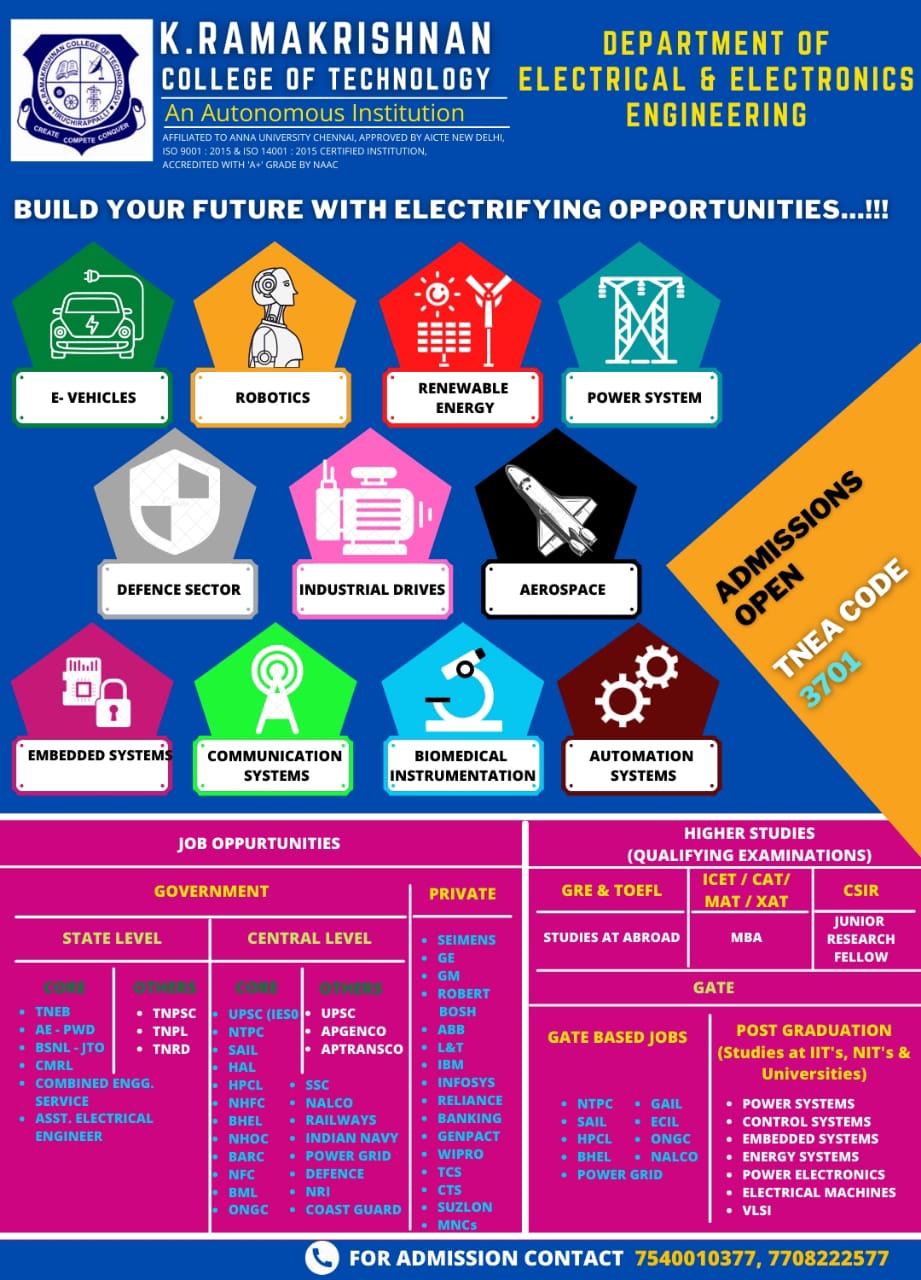 K.RAMAKRISHNAN COLLEGE OF TECHNOLOGY
TIRUCHIRAPPALLI
CREATE COMPETE CONQUER
K.RAMAKRISHNAN
COLLEGE OF TECHNOLOGY
An Autonomous Institution
AFFILIATED TO ANNA UNIVERSITY CHENNAI, APPROVED BY AICTE NEW DELHI,
ISO 9001 : 2015 & ISO 14001 : 2015 CERTIFIED INSTITUTION,
ACCREDITED WITH 'A+' GRADE BY NAAC
DEPARTMENT OF
ELECTRICAL & ELECTRONICS
ENGINEERING
BUILD YOUR FUTURE WITH ELECTRIFYING OPPORTUNITIES...!!!
E- VEHICLES
ROBOTICS
RENEWABLE
ENERGY
POWER SYSTEM
DEFENCE SECTOR
INDUSTRIAL DRIVES
AEROSPACE
ADMISSIONS
OPEN
TNEA CODE
3701
EMBEDDED SYSTEMS
COMMUNICATION
SYSTEMS
BIOMEDICAL
INSTRUMENTATION
AUTOMATION
SYSTEMS
JOB OPPURTUNITIES
GOVERNMENT
STATE LEVEL
CORE
• TNEB
• AE - PWD
• BSNL - JTO
• CMRL
• COMBINED ENGG.
SERVICE
• ASST. ELECTRICAL
ENGINEER
OTHERS
• TNPSC
• TNPL
• TNRD
CENTRAL LEVEL
CORE
• UPSC (IES0
• NTPC
• SAIL
• HAL
• HPCL
• NHFC
• BHEL
• NHOC
• BARC
• NFC
• BML
• ONGC
OTHERS
• UPSC
• APGENCO
• APTRANSCO
• SSC
• NALCO
• RAILWAYS
• INDIAN NAVY
• POWER GRID
• DEFENCE
• NRI
• COAST GUARD
PRIVATE
• SEIMENS
• GE
• GM
• ROBERT
BOSH
• ABB
• L&T
• IBM
• INFOSYS
• RELIANCE
• BANKING
• GENPACT
• WIPRO
• TCS
• CTS
• SUZLON
• MNCs
HIGHER STUDIES
(QUALIFYING EXAMINATIONS)
GRE & TOEFL
STUDIES AT ABROAD
ICET / CAT/
MAT / XAT
MBA
CSIR
JUNIOR
RESEARCH
FELLOW
GATE
GATE BASED JOBS
• NTPC
• SAIL
• HPCL
• BHEL
• POWER GRID
• GAIL
• ECIL
• ONGC
• NALCO
POST GRADUATION
(Studies at IIT's, NIT's &
Universities)
• POWER SYSTEMS
• CONTROL SYSTEMS
• EMBEDDED SYSTEMS
• ENERGY SYSTEMS
• POWER ELECTRONICS
• ELECTRICAL MACHINES
• VLSI
FOR ADMISSION CONTACT 7540010377, 7708222577